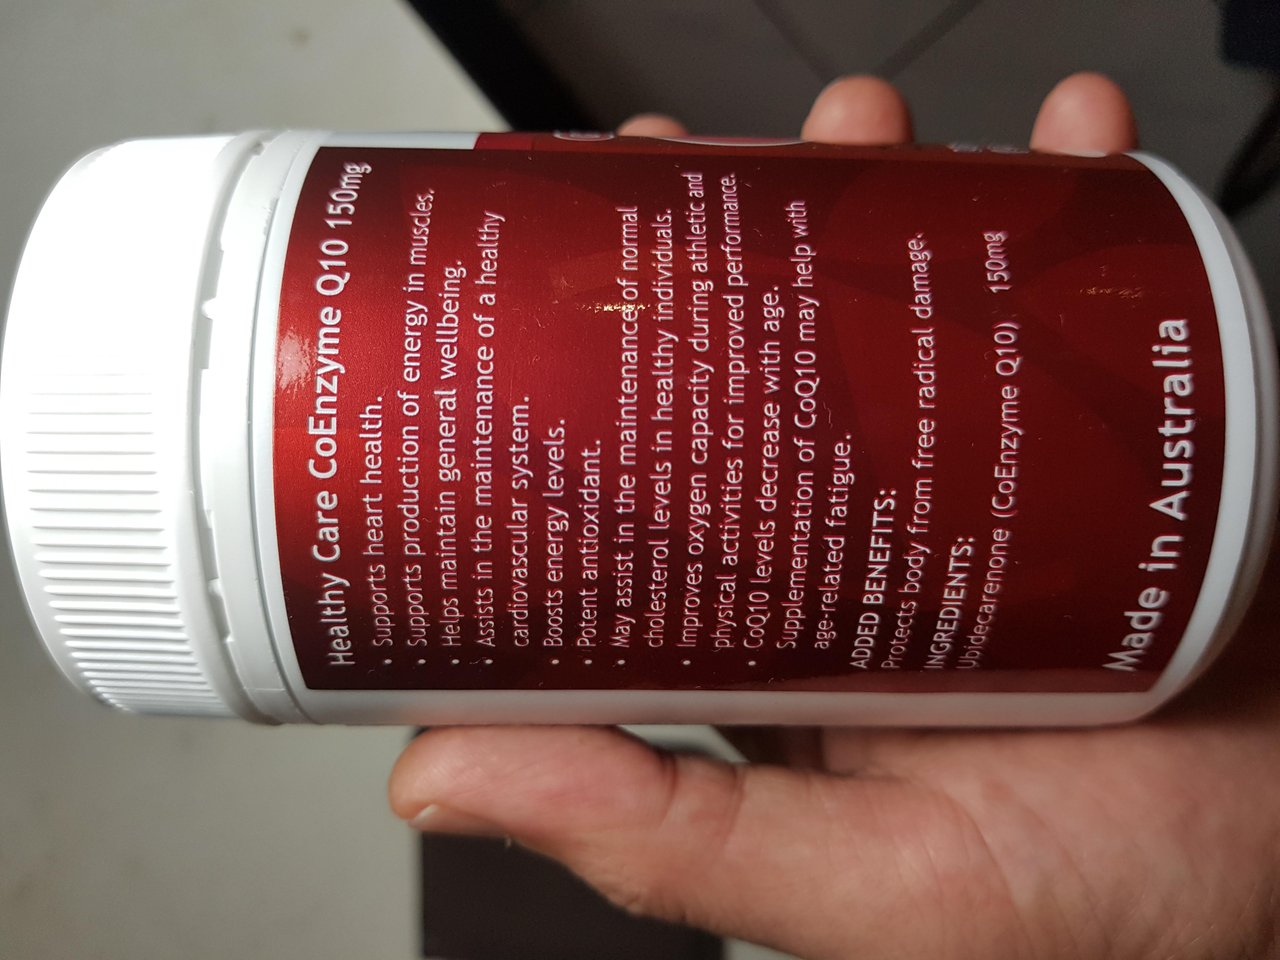 Healthy Care CoEnzyme Q10 150mg
• Supports heart health.
• Supports production of energy in muscles.
• Helps maintain general wellbeing.
• Assists in the maintenance of a healthy
cardiovascular system.
• Boosts energy levels.
• Potent antioxidant.
• May assist in the maintenance of normal
cholesterol levels in healthy individuals.
• Improves oxygen capacity during athletic and
physical activities for improved performance.
• CoQ10 levels decrease with age.
Supplementation of CoQ10 may help with
age-related fatigue.
ADDED BENEFITS:
Protects body from free radical damage.
INGREDIENTS:
Ubidecarenone (CoEnzyme Q10) 150mg
Made in Australia